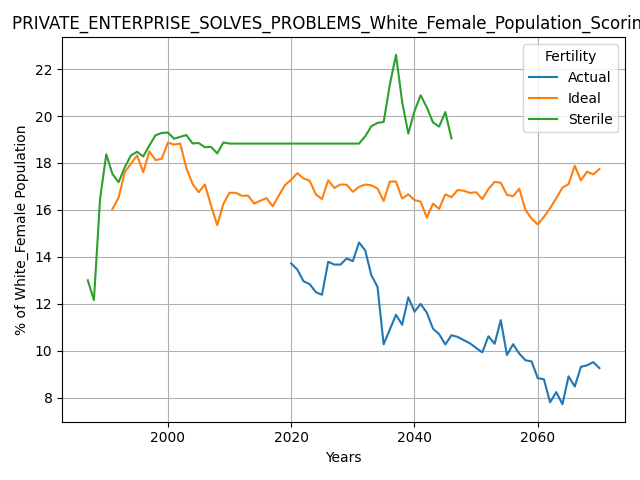 PRIVATE_ENTERPRISE_SOLVES_PROBLEMS_White_Female_Population_Scorin
Fertility
Actual
Ideal
Sterile
% of White_Female Population
22
20
18
16
14
12
10
8
2000 2020 2040 2060
Years